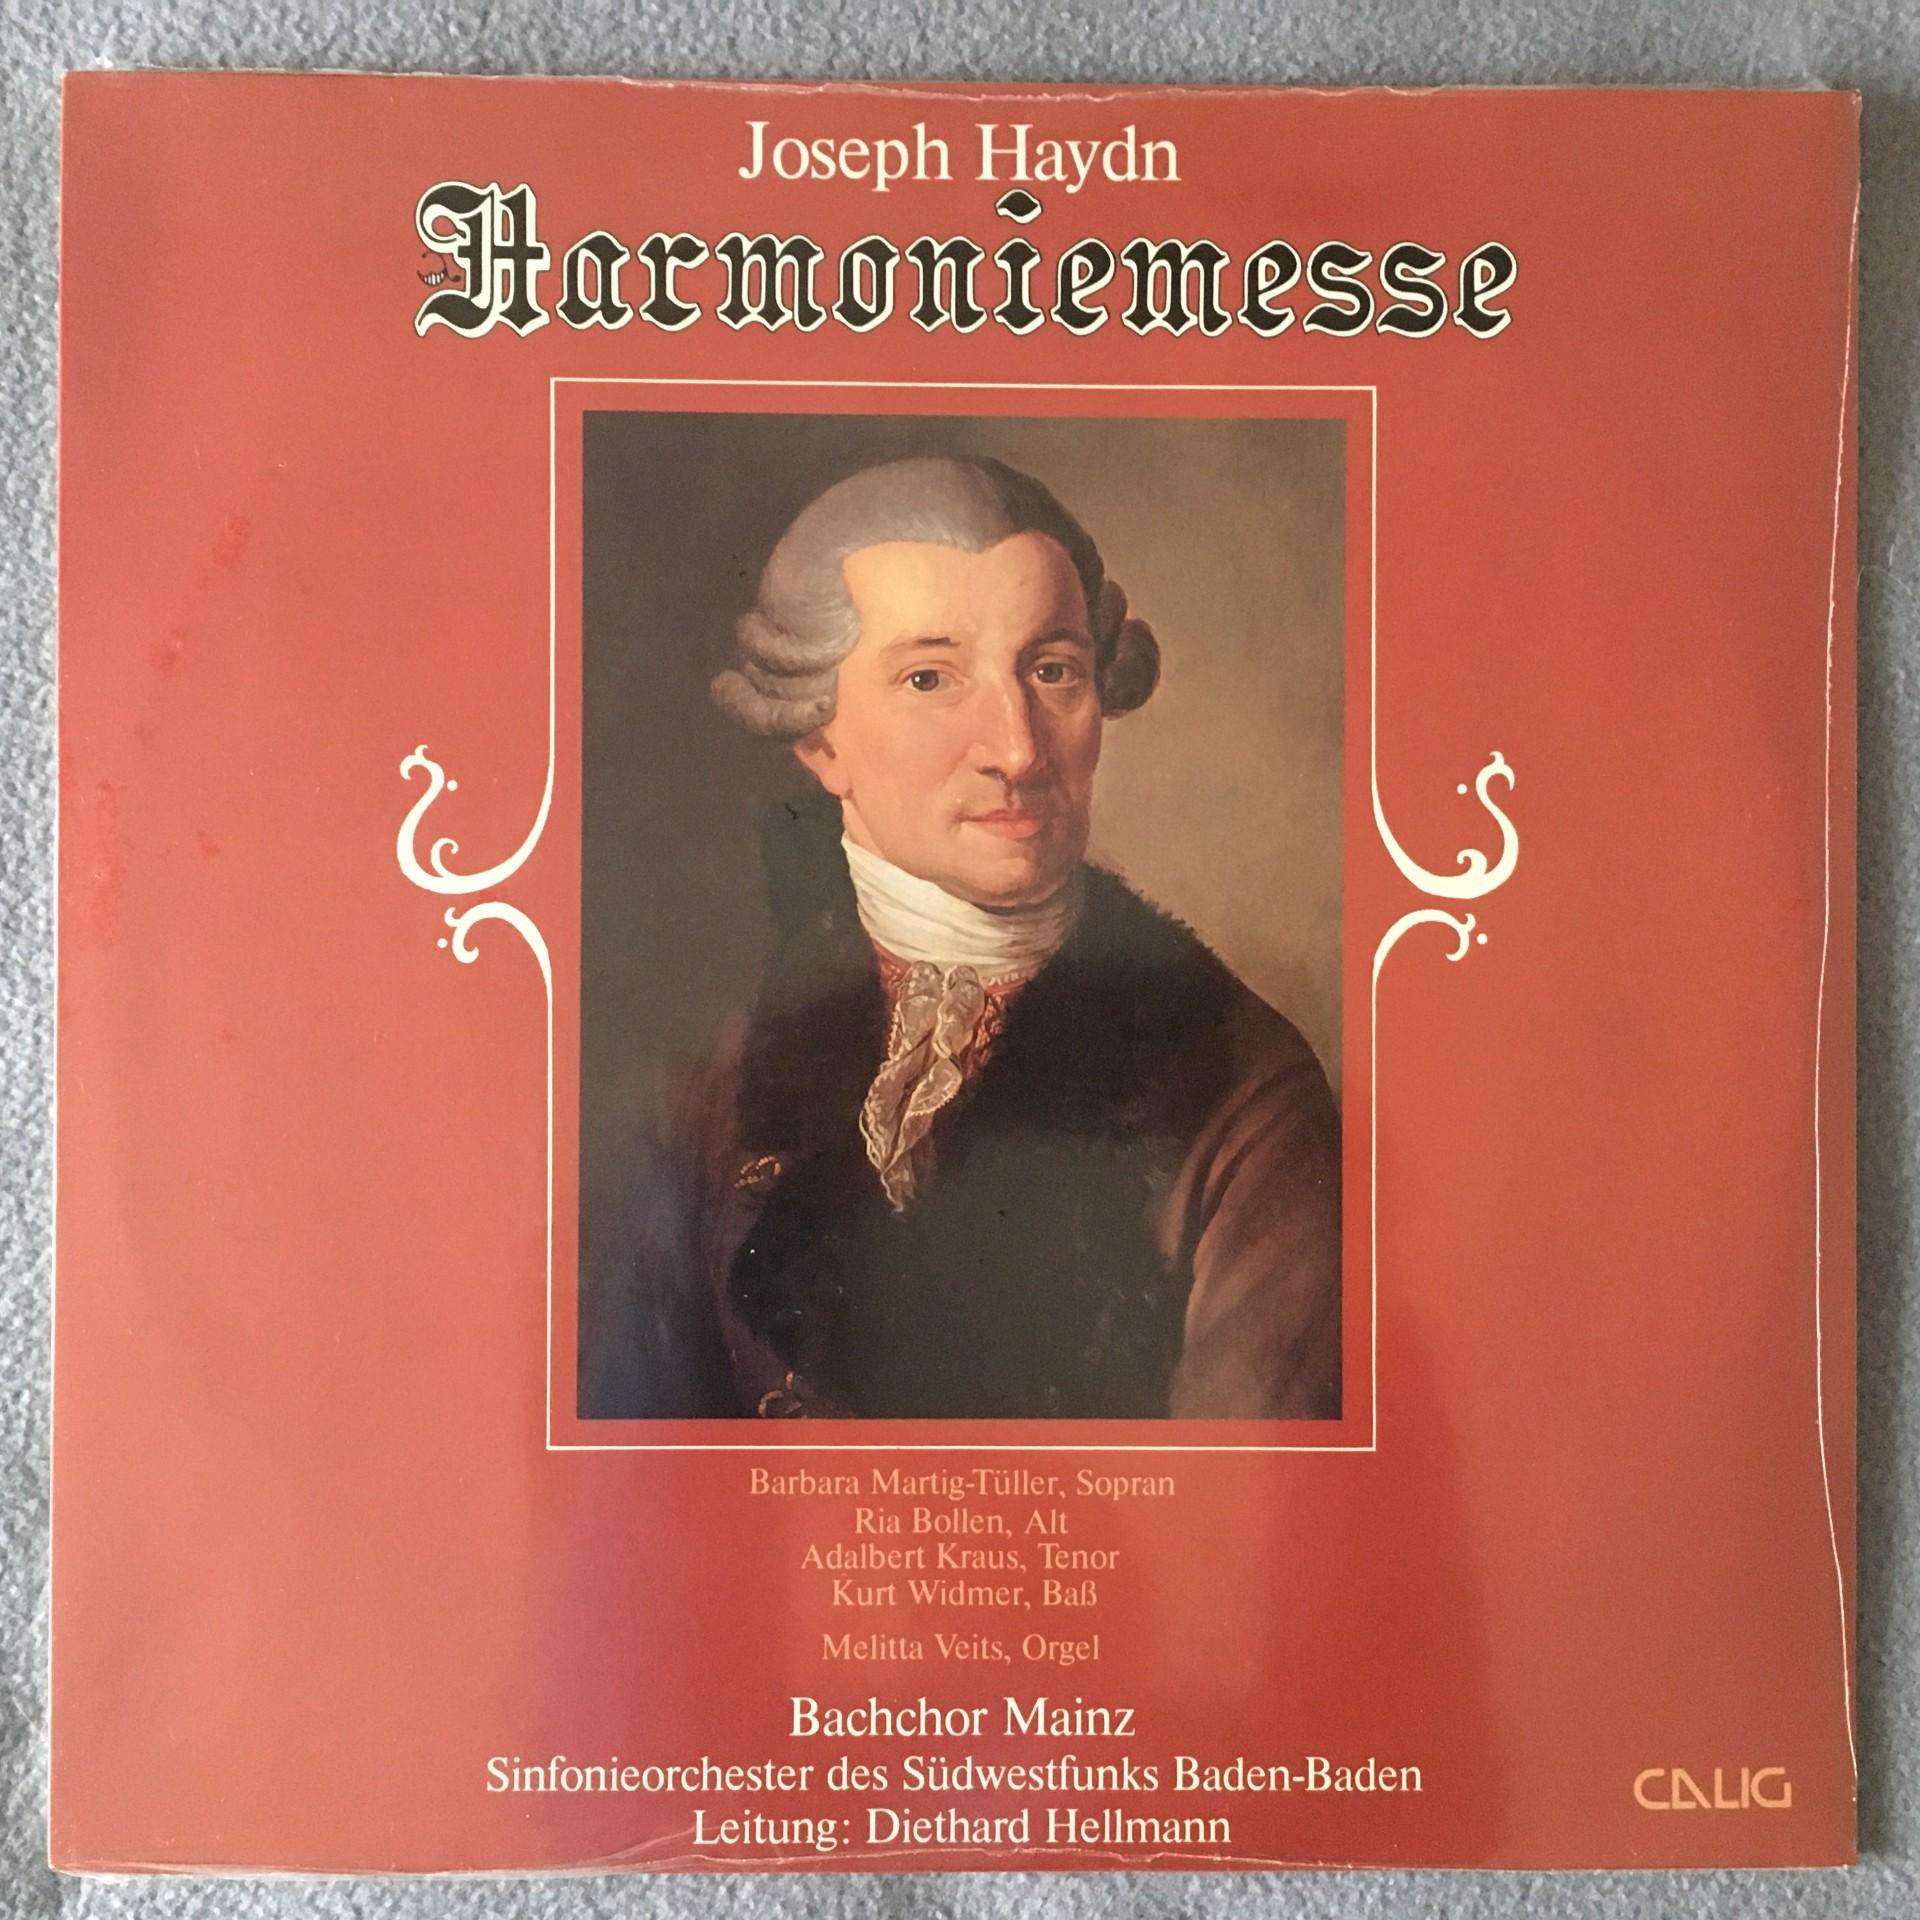 Joseph Haydn
Harmoniemesse
Barbara Martig-Tüller, Sopran
Ria Bollen, Alt
Adalbert Kraus, Tenor
Kurt Widmer, Baß
Melitta Veits, Orgel
Bachchor Mainz
Sinfonieorchester des Südwestfunks Baden-Baden
Leitung: Diethard Hellmann
CALIG